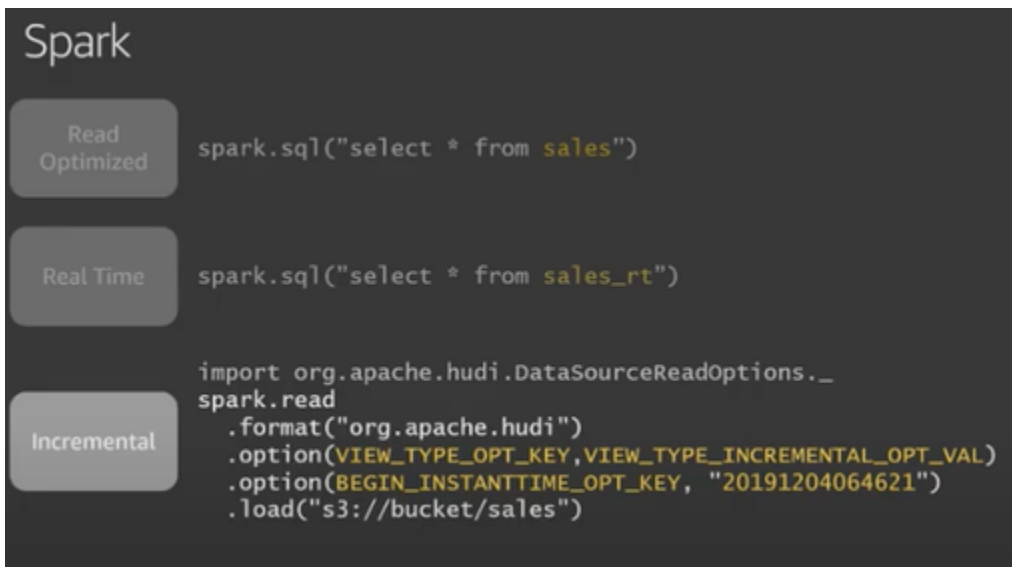 Spark
Read
Optimized
spark.sql("select * from sales")
Real Time
spark.sql("select * from sales_rt")
Incremental
import org.apache.hudi.DataSourceReadOptions._
spark.read
.format("org.apache.hudi")
.option(VIEW_TYPE_OPT_KEY,VIEW_TYPE_INCREMENTAL_OPT_VAL)
.option(BEGIN_INSTANTTIME_OPT_KEY, "20191204064621")
.load("s3://bucket/sales")